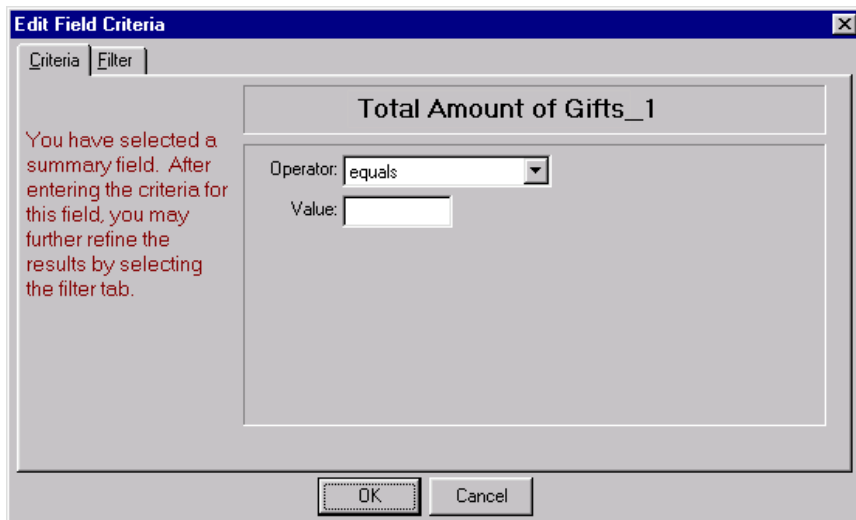 Edit Field Criteria
Criteria Filter
Total Amount of Gifts_1
You have selected a
summary field. After
entering the criteria for
this field, you may
further refine the
results by selecting
the filter tab.
Operator: equals
Value:
OK Cancel